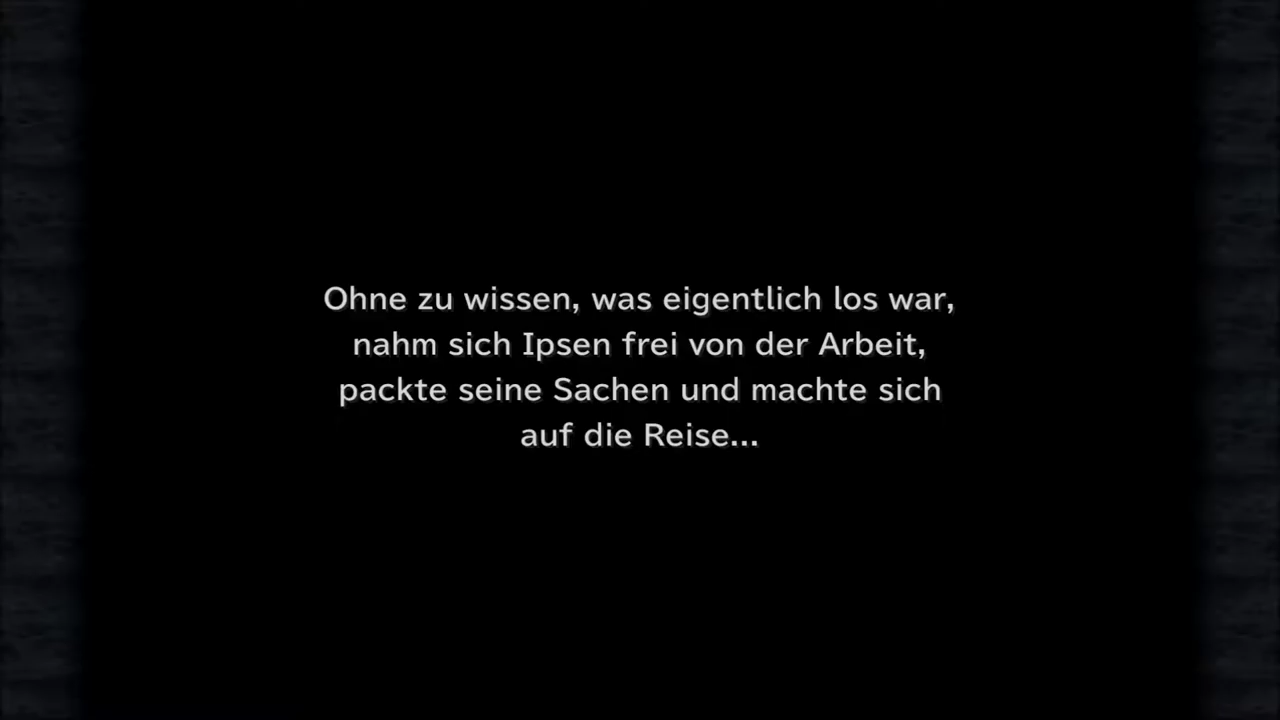 Ohne zu wissen, was eigentlich los war,
nahm sich Ipsen frei von der Arbeit,
packte seine Sachen und machte sich
auf die Reise...